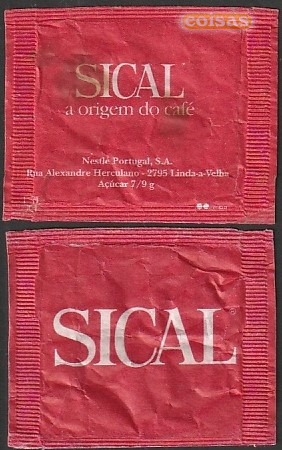 coisas
SICAL
a origem do café
Nestlé Portugal, S.A.
Rua Alexandre Herculano - 2795 Linda-a-Velha
Açúcar 7/9 g
SICAL